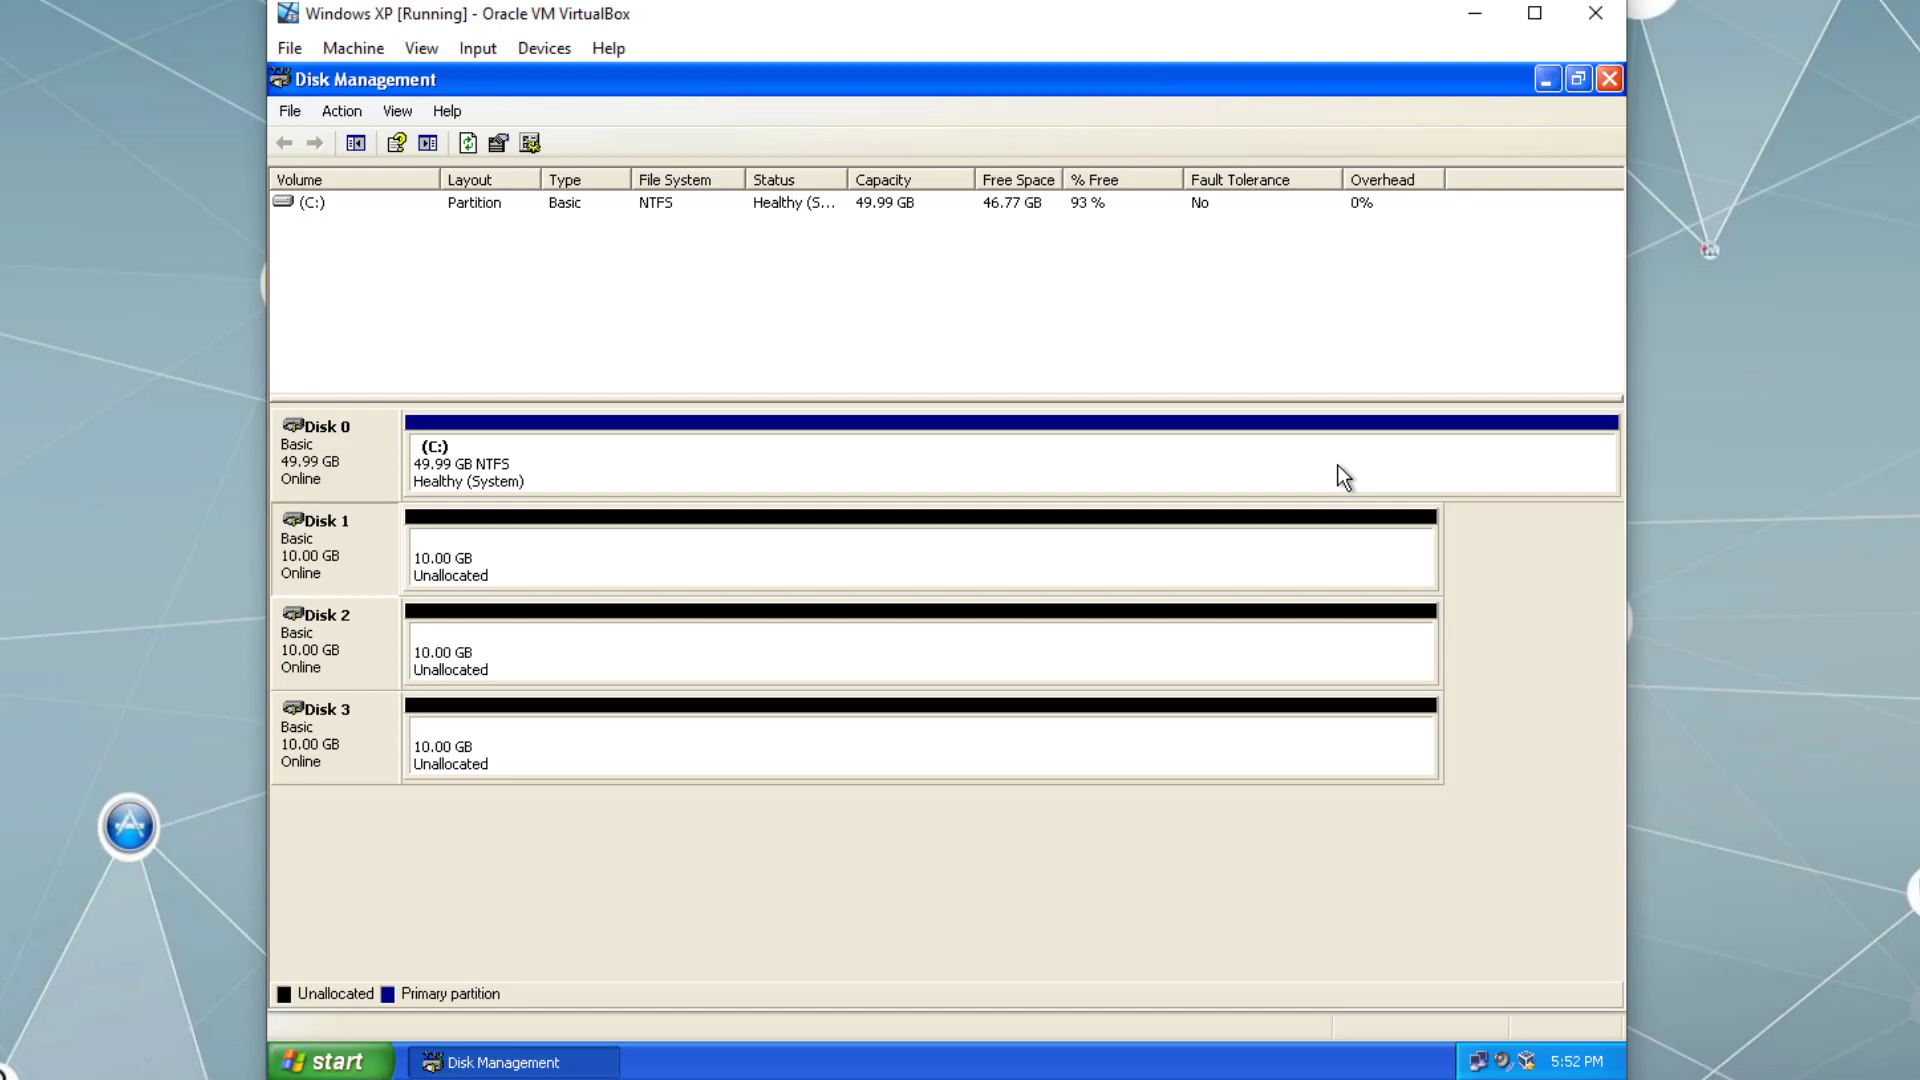 Windows XP [Running] - Oracle VM VirtualBox
File Machine View Input Devices Help
Disk Management
File Action View Help
Volume Layout Type File System Status Capacity Free Space % Free Fault Tolerance Overhead
(C:) Partition Basic NTFS Healthy (S... 49.99 GB 46.77 GB 93 % No 0%
Disk 0
Basic
49.99 GB
Online
(C:)
49.99 GB NTFS
Healthy (System)
Disk 1
Basic
10.00 GB
Online
10.00 GB
Unallocated
Disk 2
Basic
10.00 GB
Online
10.00 GB
Unallocated
Disk 3
Basic
10.00 GB
Online
10.00 GB
Unallocated
Unallocated Primary partition
start Disk Management 5:52 PM